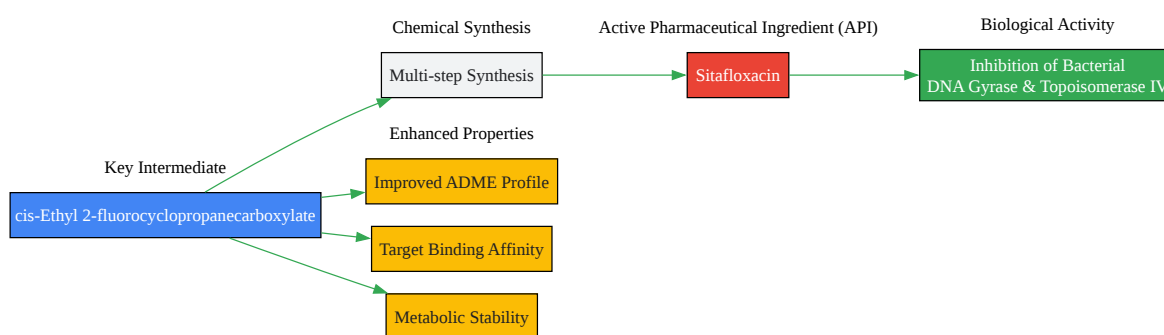 Chemical Synthesis
Multi-step Synthesis
Active Pharmaceutical Ingredient (API)
Sitafloxacin
Biological Activity
Inhibition of Bacterial
DNA Gyrase & Topoisomerase IV
Enhanced Properties
Improved ADME Profile
Key Intermediate
cis-Ethyl 2-fluorocyclopropanecarboxylate
Target Binding Affinity
Metabolic Stability